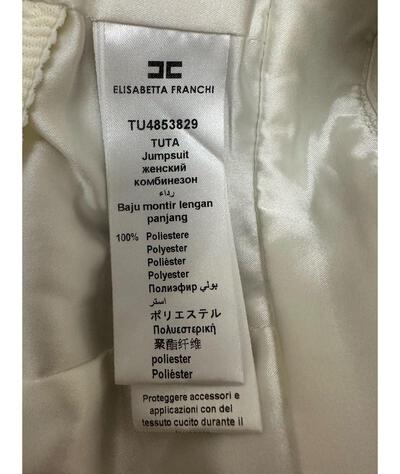 ELISABETTA FRANCHI
TU4853829
TUTA
Jumpsuit
женский
комбинезон
رداء
Baju montir lengan
panjang
100% Poliestere
Polyester
Polièster
Polyester
Полиэфир بولي
استر
ポリエステル
Πολυεστερική
聚酯纤维
poliester
Poliéster
Proteggere accessori e
applicazioni con del
tessuto cucito durante il